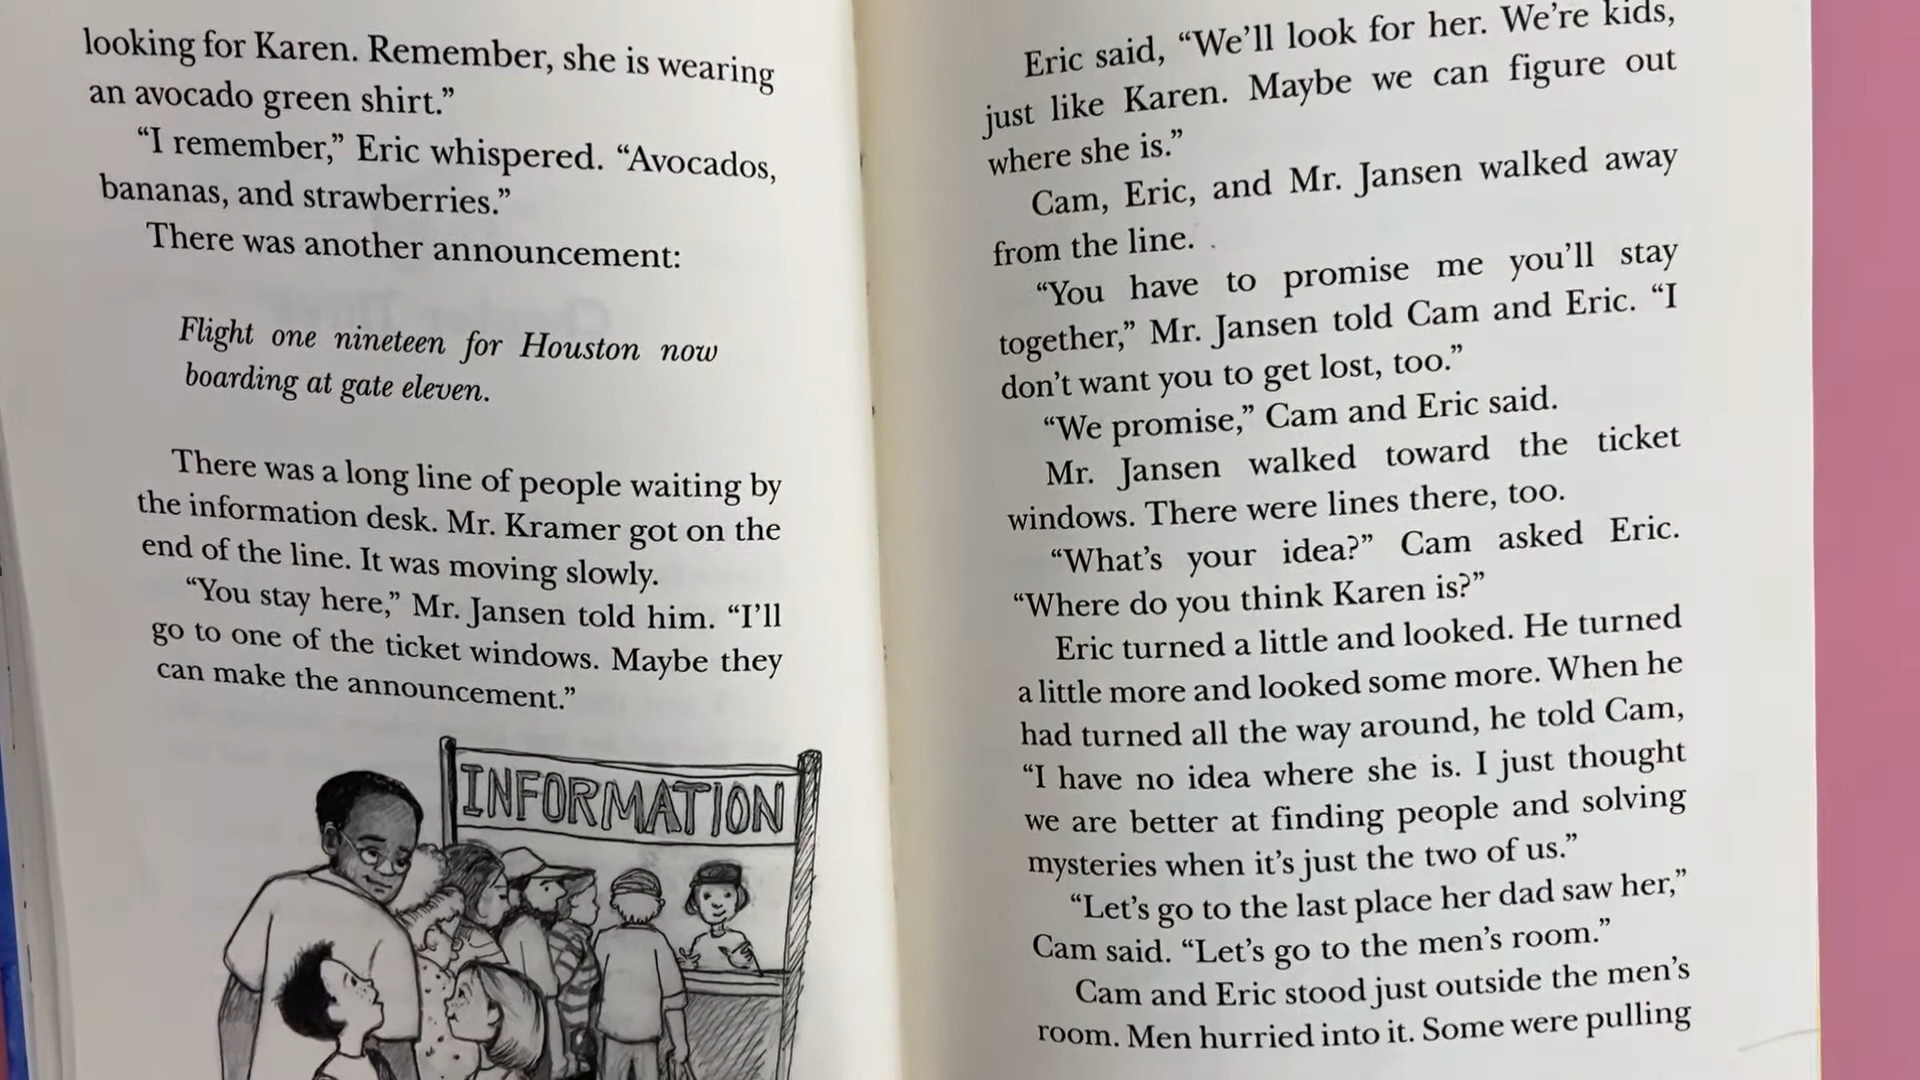 looking for Karen. Remember, she is wearing
an avocado green shirt.”
“I remember,” Eric whispered. “Avocados,
bananas, and strawberries.”
There was another announcement:
Flight one nineteen for Houston now
boarding at gate eleven.
There was a long line of people waiting by
the information desk. Mr. Kramer got on the
end of the line. It was moving slowly.
“You stay here,” Mr. Jansen told him. “I’ll
go to one of the ticket windows. Maybe they
can make the announcement.”
INFORMATION
Eric said, “We’ll look for her. We’re kids,
just like Karen. Maybe we can figure out
where she is.”
Cam, Eric, and Mr. Jansen walked away
from the line.
“You have to promise me you’ll stay
together,” Mr. Jansen told Cam and Eric. “I
don’t want you to get lost, too.”
“We promise,” Cam and Eric said.
Mr. Jansen walked toward the ticket
windows. There were lines there, too.
“What’s your idea?” Cam asked Eric.
“Where do you think Karen is?”
Eric turned a little and looked. He turned
a little more and looked some more. When he
had turned all the way around, he told Cam,
“I have no idea where she is. I just thought
we are better at finding people and solving
mysteries when it’s just the two of us.”
“Let’s go to the last place her dad saw her,”
Cam said. “Let’s go to the men’s room.”
Cam and Eric stood just outside the men’s
room. Men hurried into it. Some were pulling